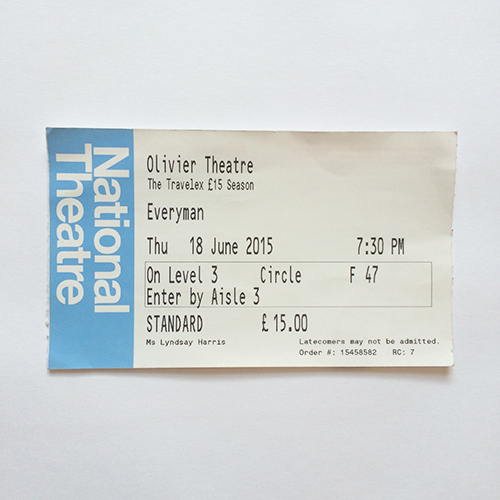 National
Theatre
Olivier Theatre
The Travelex £15 Season
Everyman
Thu 18 June 2015 7:30 PM
On Level 3 Circle F 47
Enter by Aisle 3
STANDARD £15.00
Ms Lyndsay Harris Latecomers may not be admitted.
Order #: 15458582 RC: 7